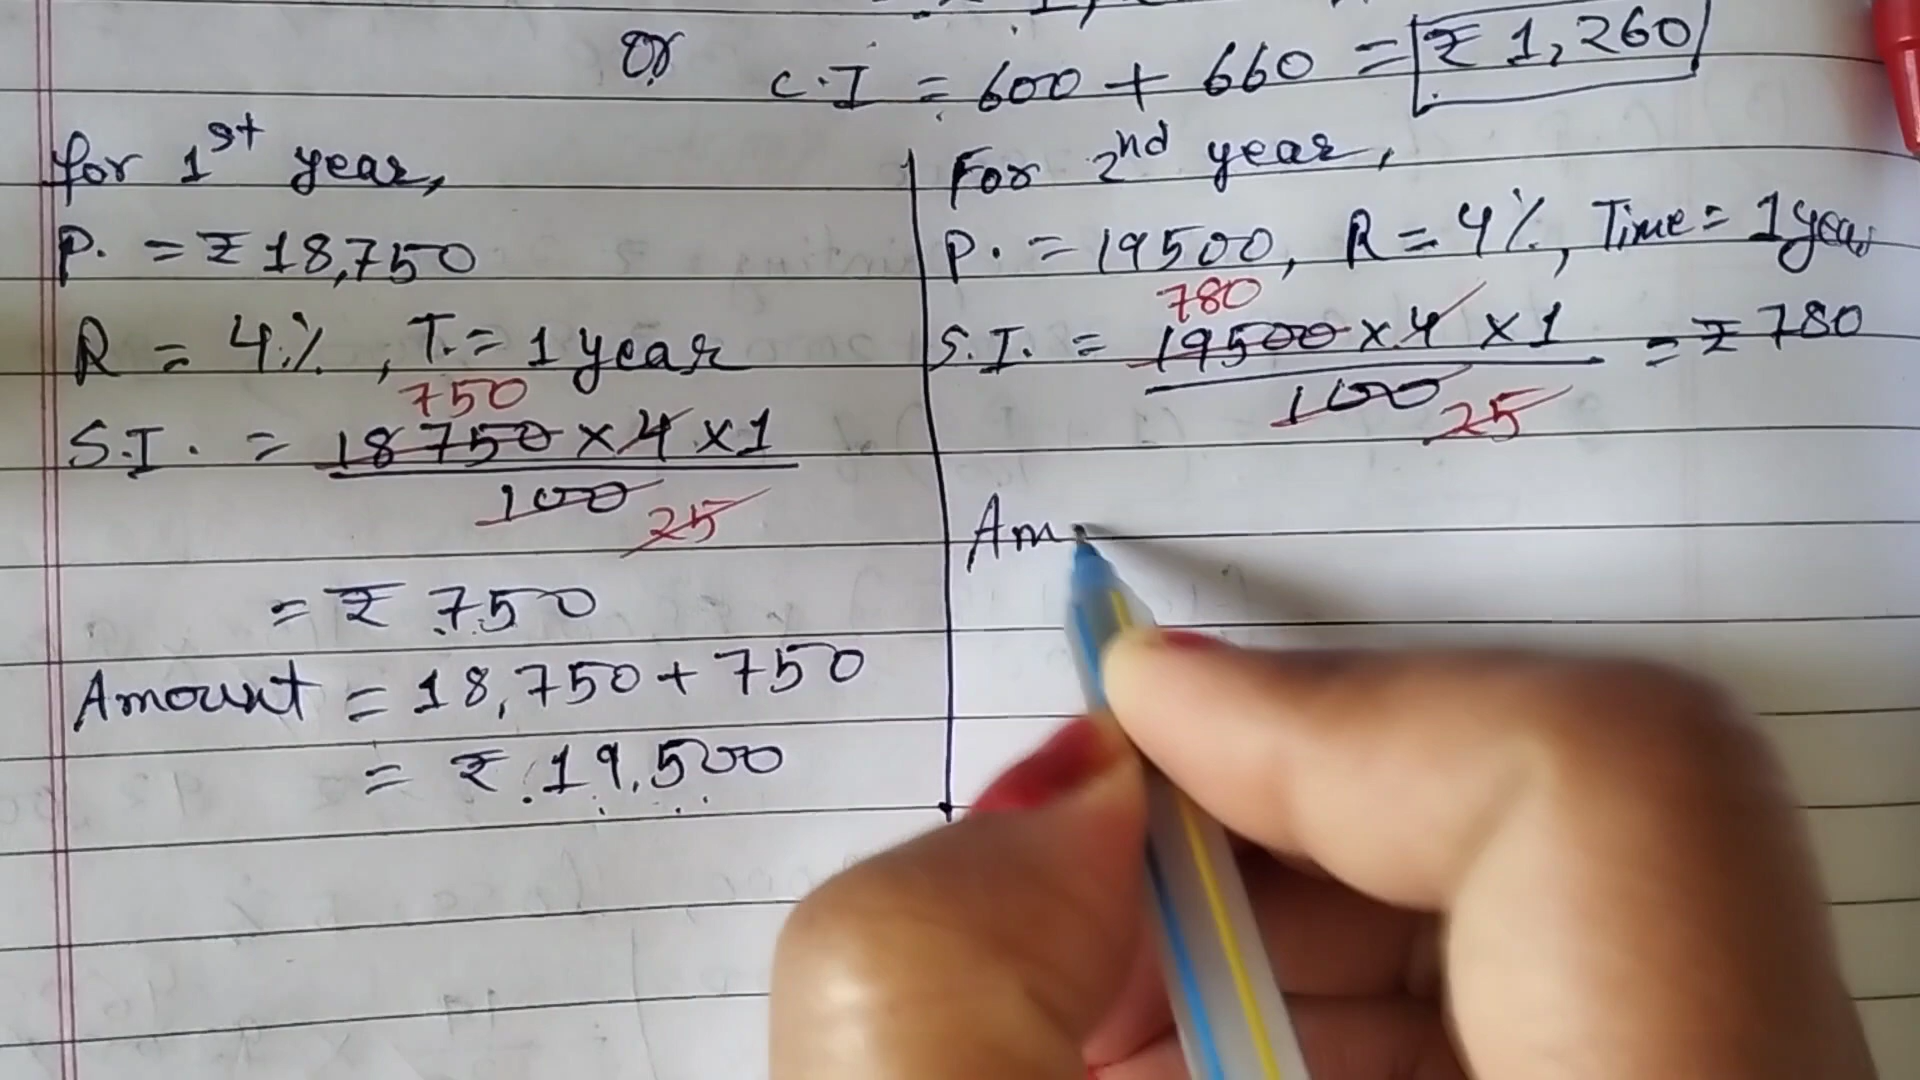 Or C.I = 600 + 660 = ₹ 1,260
for 1st year,
P. = ₹ 18,750
R = 4%, T. = 1 year
750
S.I. = 18750 x 4 x 1
100 25
= ₹ 750
Amount = 18,750 + 750
= ₹ 19,500
For 2nd year,
P. = 19500, R = 4%, Time = 1 year
780
S.I. = 19500 x 4 x 1 = ₹ 780
100 25
Am